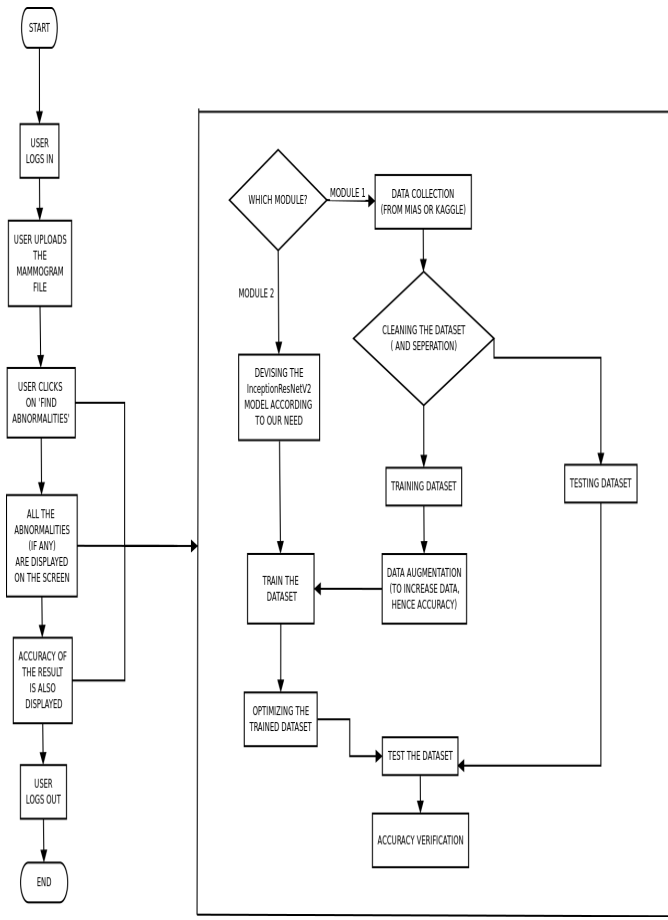 START
USER
LOGS IN
USER UPLOADS
THE
MAMMOGRAM
FILE
USER CLICKS
ON 'FIND
ABNORMALITIES'
ALL THE
ABNORMALITIES
(IF ANY)
ARE DISPLAYED
ON THE SCREEN
ACCURACY OF
THE RESULT
IS ALSO
DISPLAYED
USER
LOGS OUT
END
WHICH MODULE?
MODULE 1
DATA COLLECTION
(FROM MIAS OR KAGGLE)
MODULE 2
CLEANING THE DATASET
( AND SEPERATION)
DEVISING THE
InceptionResNetV2
MODEL ACCORDING
TO OUR NEED
TRAINING DATASET
TESTING DATASET
TRAIN THE
DATASET
DATA AUGMENTATION
(TO INCREASE DATA,
HENCE ACCURACY)
OPTIMIZING THE
TRAINED DATASET
TEST THE DATASET
ACCURACY VERIFICATION